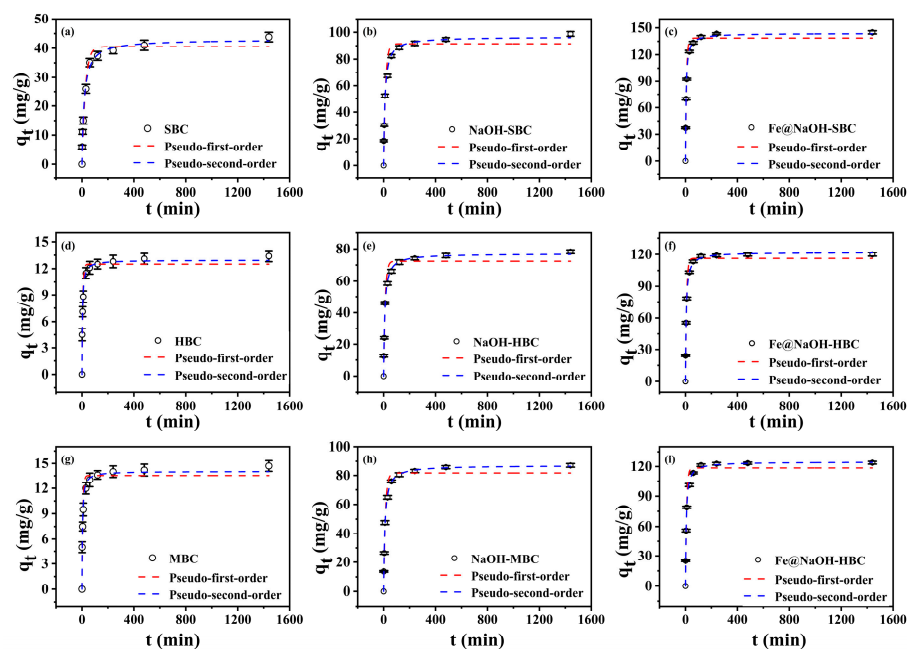 (a)
50
40
30
20
10
0
qt (mg/g)
SBC
Pseudo-first-order
Pseudo-second-order
0 400 800 1200 1600
t (min)
(b)
120
100
80
60
40
20
0
qt (mg/g)
NaOH-SBC
Pseudo-first-order
Pseudo-second-order
0 400 800 1200 1600
t (min)
(c)
150
120
90
60
30
0
qt (mg/g)
Fe@NaOH-SBC
Pseudo-first-order
Pseudo-second-order
0 400 800 1200 1600
t (min)
(d)
15
12
9
6
3
0
qt (mg/g)
HBC
Pseudo-first-order
Pseudo-second-order
0 400 800 1200 1600
t (min)
(e)
80
60
40
20
0
qt (mg/g)
NaOH-HBC
Pseudo-first-order
Pseudo-second-order
0 400 800 1200 1600
t (min)
(f)
120
90
60
30
0
qt (mg/g)
Fe@NaOH-HBC
Pseudo-first-order
Pseudo-second-order
0 400 800 1200 1600
t (min)
(g)
15
12
9
6
3
0
qt (mg/g)
MBC
Pseudo-first-order
Pseudo-second-order
0 400 800 1200 1600
t (min)
(h)
100
80
60
40
20
0
qt (mg/g)
NaOH-MBC
Pseudo-first-order
Pseudo-second-order
0 400 800 1200 1600
t (min)
(i)
120
90
60
30
0
qt (mg/g)
Fe@NaOH-HBC
Pseudo-first-order
Pseudo-second-order
0 400 800 1200 1600
t (min)